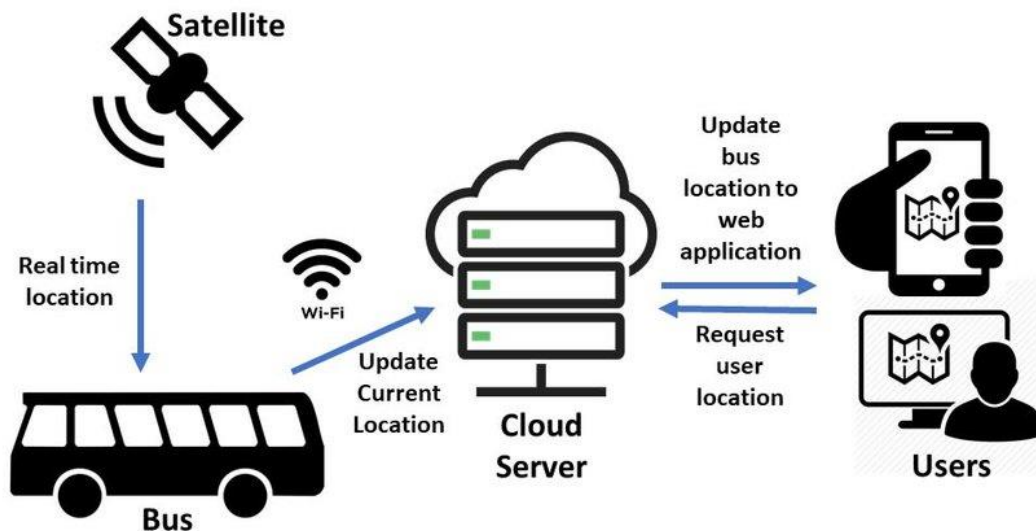 Satellite
Real time
location
Wi-Fi
Update
Current
Location
Bus
Cloud
Server
Update
bus
location to
web
application
Request
user
location
Users